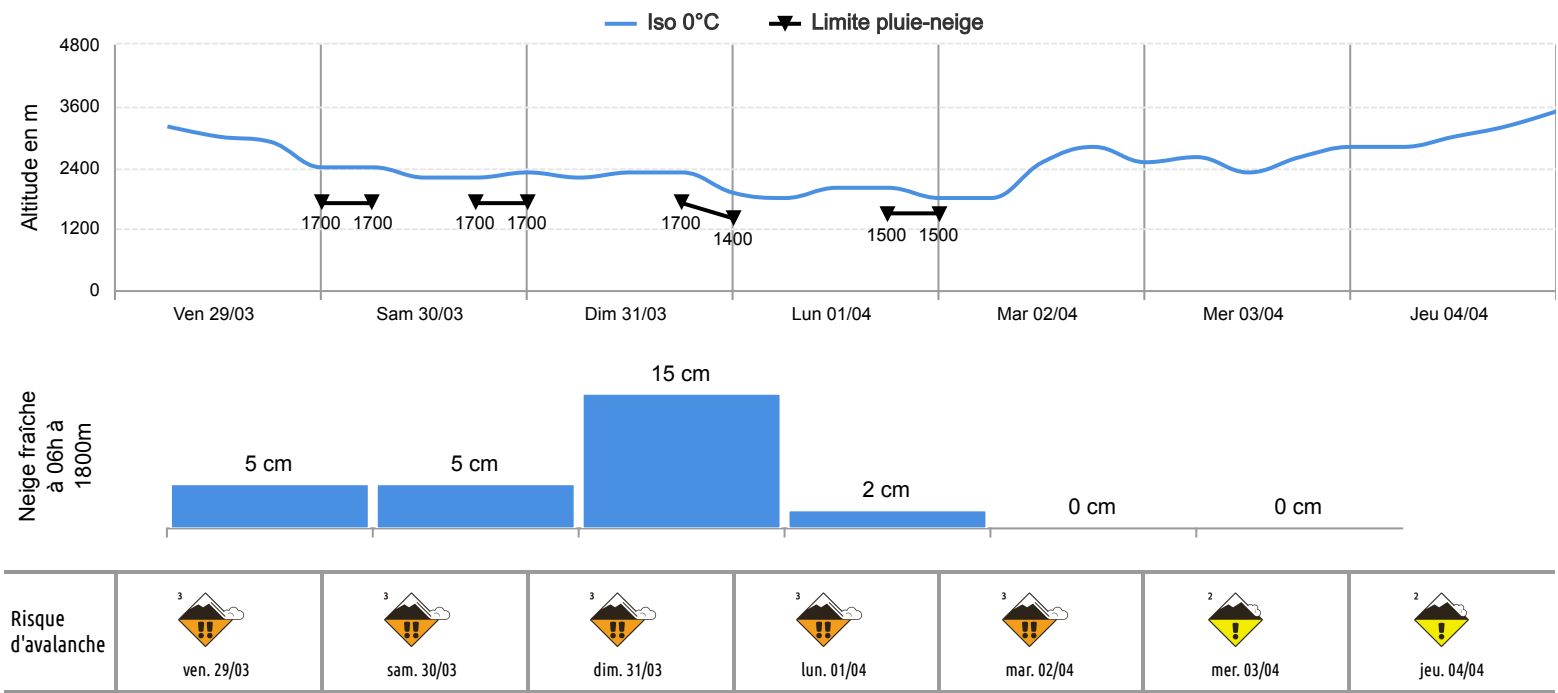 Iso 0°C Limite pluie-neige
Altitude en m
4800
3600
2400
1200
0
1700 1700 1700 1700 1700 1400 1500 1500
Ven 29/03 Sam 30/03 Dim 31/03 Lun 01/04 Mar 02/04 Mer 03/04 Jeu 04/04
Neige fraîche
à 06h à
1800m
5 cm 5 cm 15 cm 2 cm 0 cm 0 cm
Risque
d'avalanche
3 3 3 3 3 2 2
!! !! !! !! !! ! !
ven. 29/03 sam. 30/03 dim. 31/03 lun. 01/04 mar. 02/04 mer. 03/04 jeu. 04/04